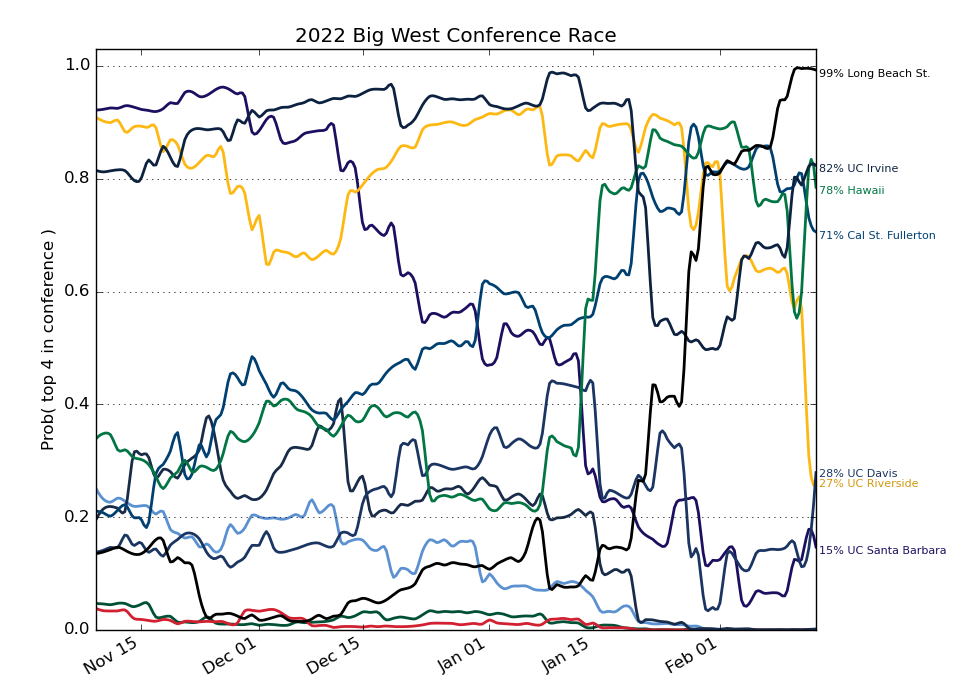 2022 Big West Conference Race
Prob( top 4 in conference )
1.0
0.8
0.6
0.4
0.2
0.0
Nov 15
Dec 01
Dec 15
Jan 01
Jan 15
Feb 01
99% Long Beach St.
82% UC Irvine
78% Hawaii
71% Cal St. Fullerton
28% UC Davis
27% UC Riverside
15% UC Santa Barbara